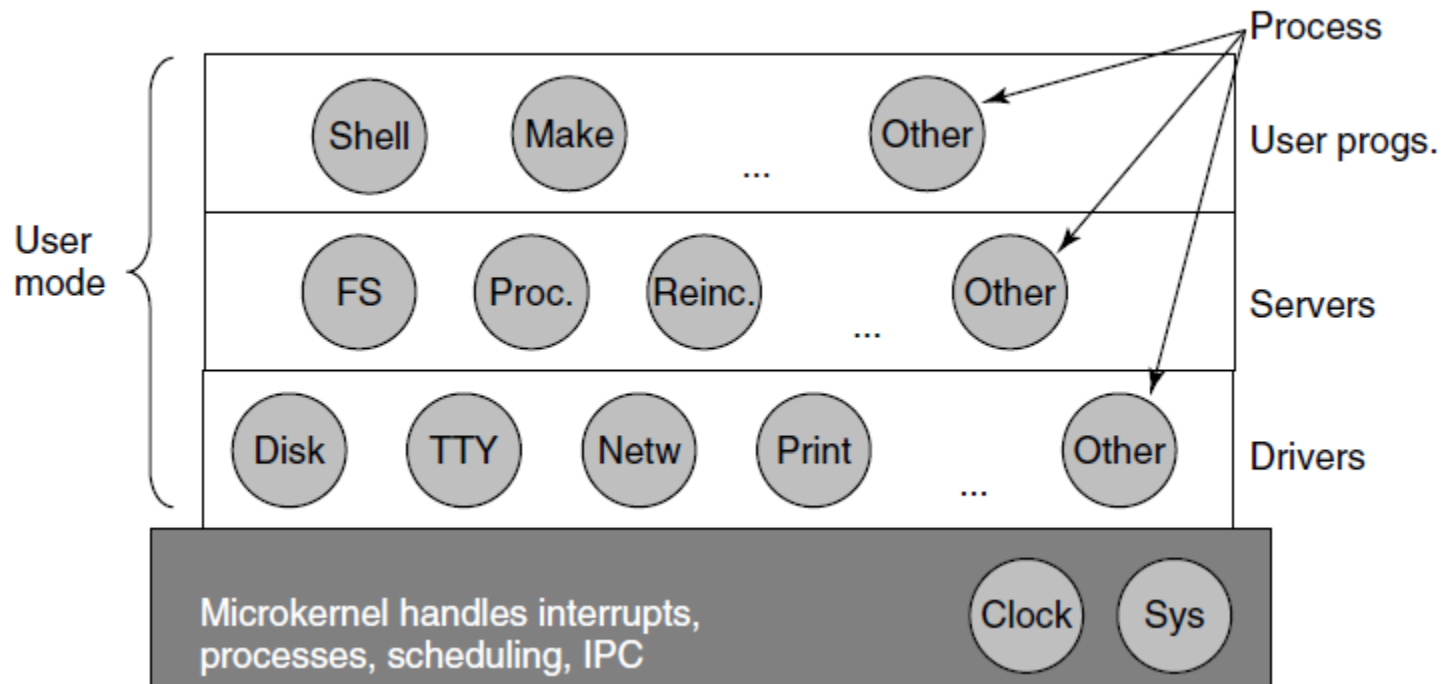 Process
Shell
Make
...
Other
User progs.
User
mode
FS
Proc.
Reinc.
...
Other
Servers
Disk
TTY
Netw
Print
...
Other
Drivers
Microkernel handles interrupts,
processes, scheduling, IPC
Clock
Sys